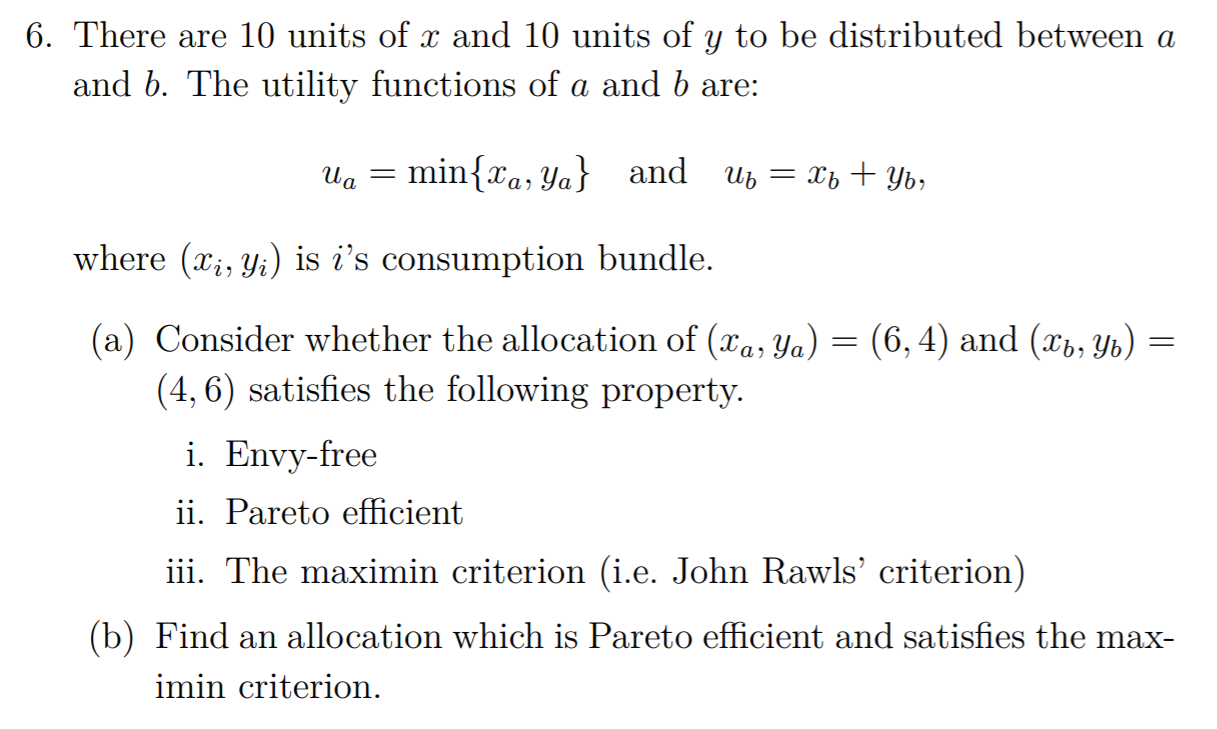 6. There are 10 units of x and 10 units of y to be distributed between a
and b. The utility functions of a and b are:
u_a = min{x_a, y_a} and u_b = x_b + y_b,
where (x_i, y_i) is i's consumption bundle.
(a) Consider whether the allocation of (x_a, y_a) = (6, 4) and (x_b, y_b) =
(4, 6) satisfies the following property.
i. Envy-free
ii. Pareto efficient
iii. The maximin criterion (i.e. John Rawls' criterion)
(b) Find an allocation which is Pareto efficient and satisfies the max-
imin criterion.